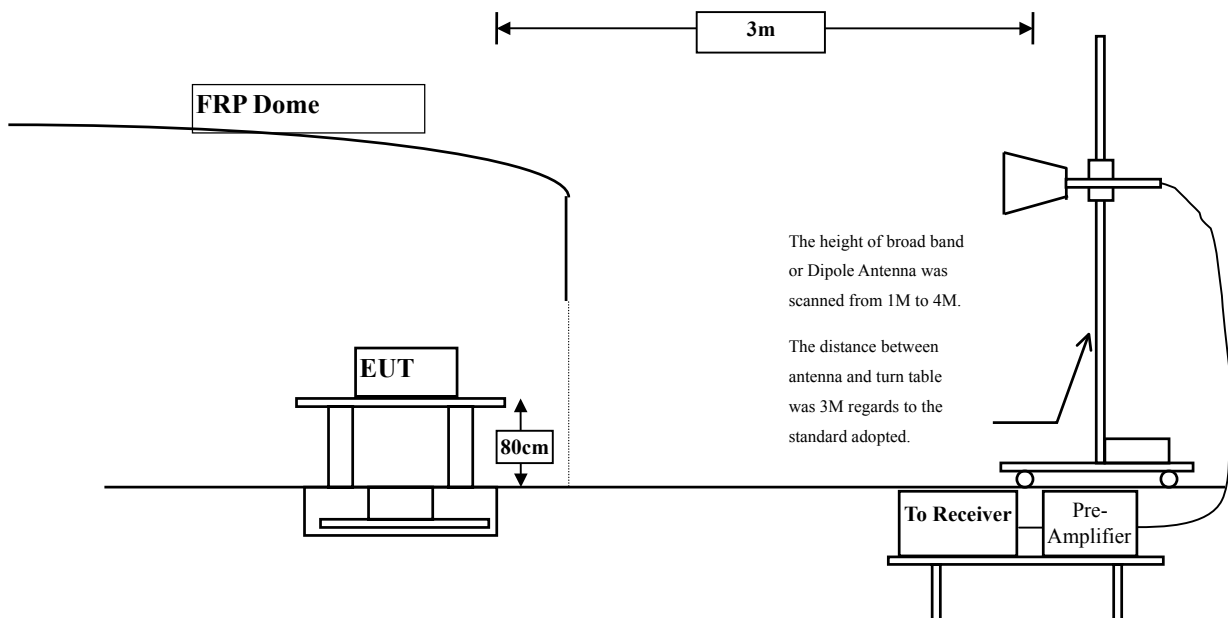 3m
FRP Dome
The height of broad band
or Dipole Antenna was
scanned from 1M to 4M.
The distance between
antenna and turn table
was 3M regards to the
standard adopted.
EUT
80cm
To Receiver
Pre-
Amplifier